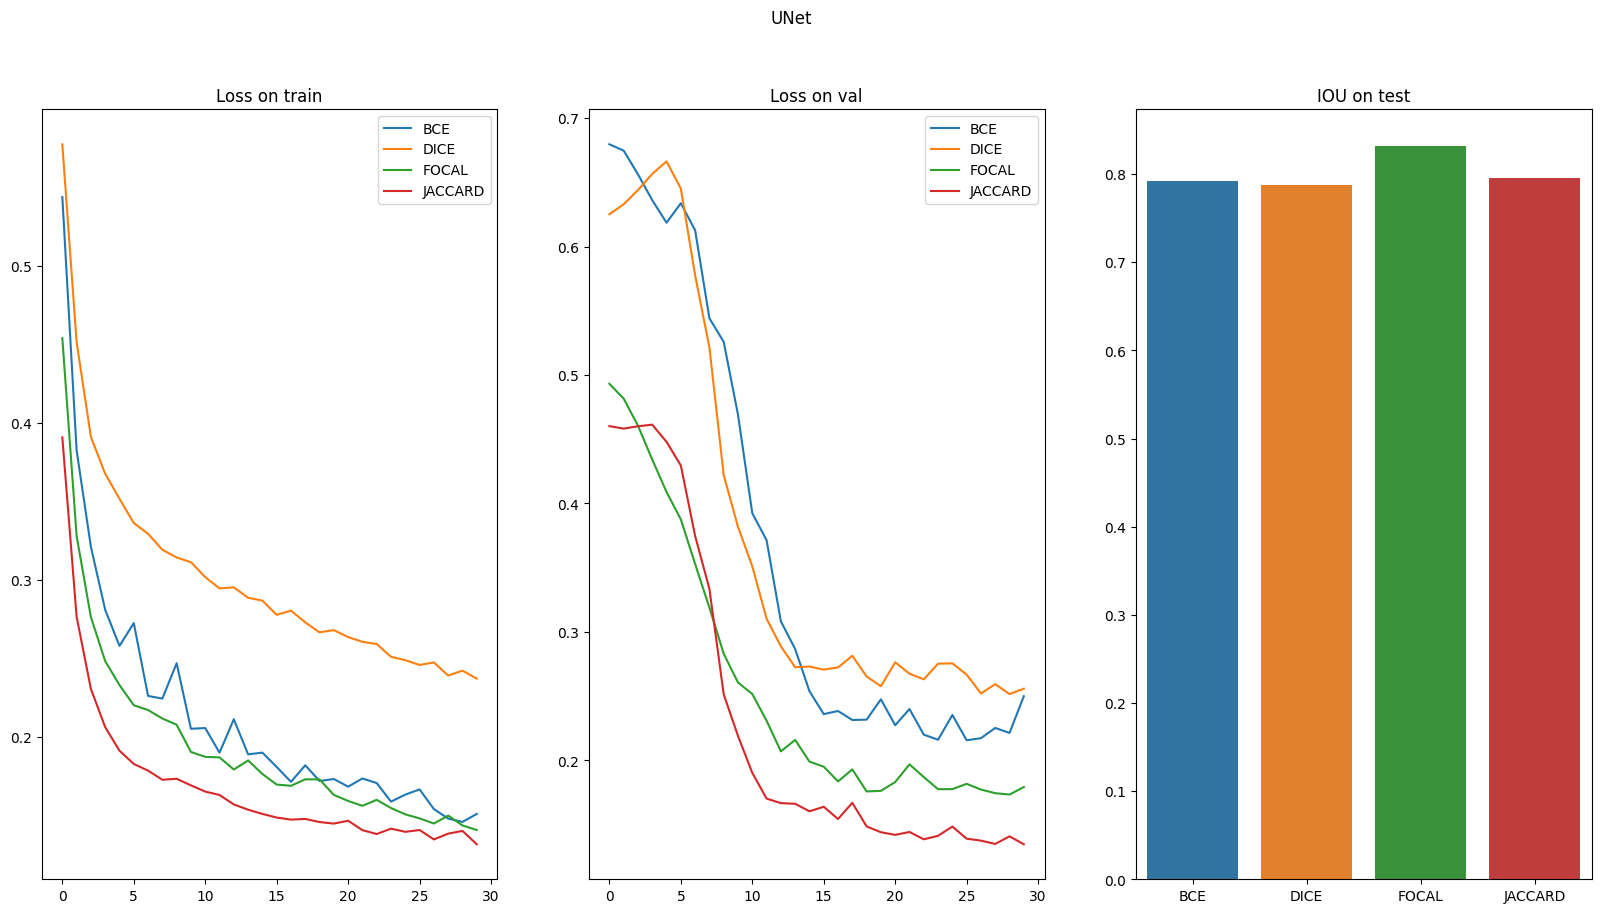 UNet
Loss on train
BCE
DICE
FOCAL
JACCARD
0.5
0.4
0.3
0.2
0 5 10 15 20 25 30
Loss on val
BCE
DICE
FOCAL
JACCARD
0.7
0.6
0.5
0.4
0.3
0.2
0 5 10 15 20 25 30
IOU on test
0.8
0.7
0.6
0.5
0.4
0.3
0.2
0.1
0.0
BCE DICE FOCAL JACCARD